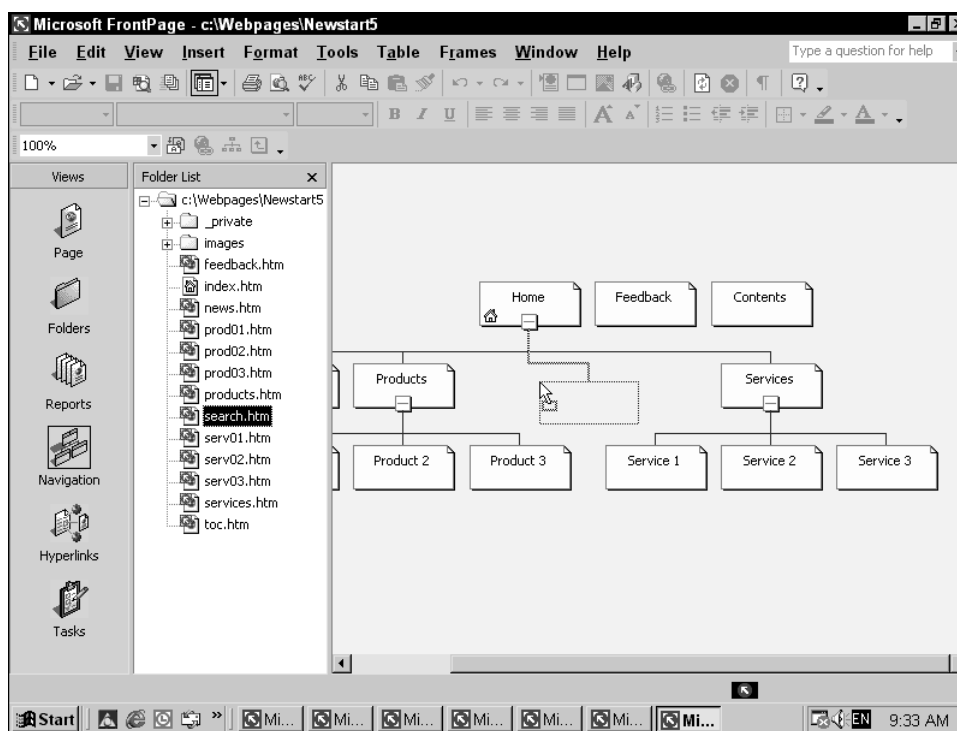 Microsoft FrontPage - c:\Webpages\Newstart5
File Edit View Insert Format Tools Table Frames Window Help
Type a question for help
ABC
B I U A A A
100%
Views
Folder List
c:\Webpages\Newstart5
_private
images
feedback.htm
index.htm
news.htm
prod01.htm
prod02.htm
prod03.htm
products.htm
search.htm
serv01.htm
serv02.htm
serv03.htm
services.htm
toc.htm
Page
Folders
Reports
Navigation
Hyperlinks
Tasks
Home Feedback Contents
Products Services
Product 2 Product 3 Service 1 Service 2 Service 3
Start Mi... Mi... Mi... Mi... Mi... Mi... Mi... EN 9:33 AM